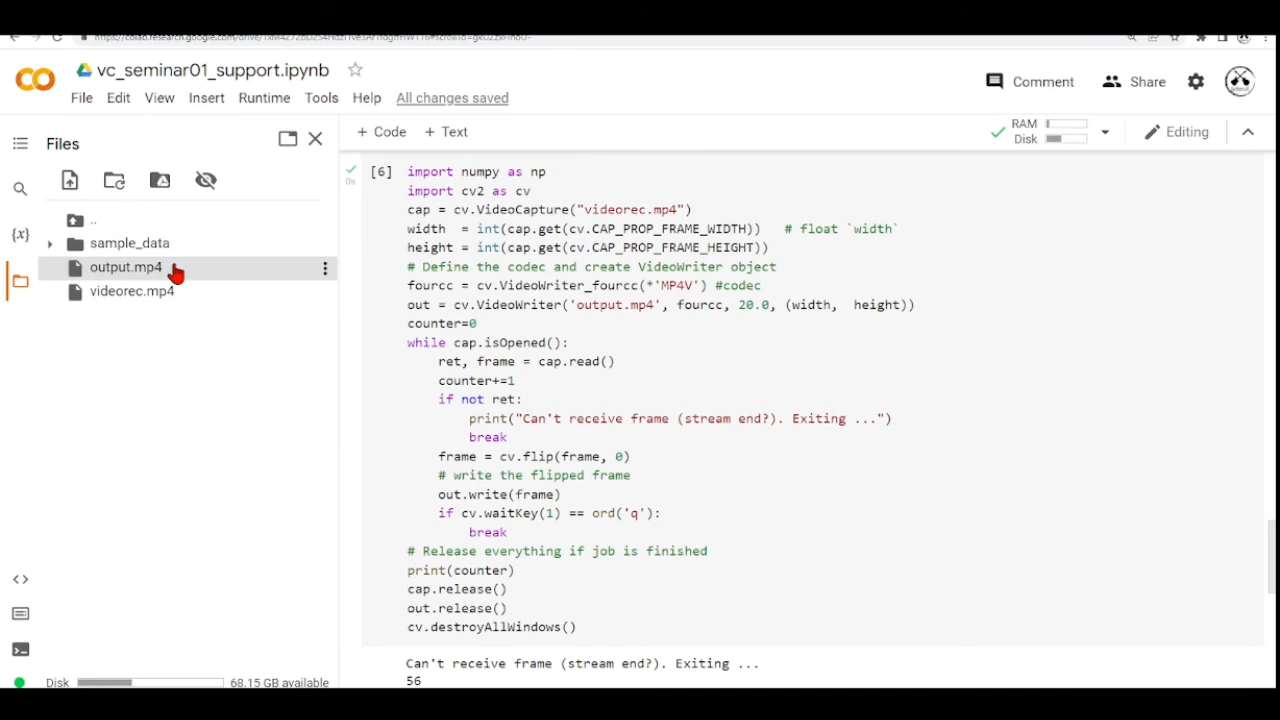 vc_seminar01_support.ipynb
File Edit View Insert Runtime Tools Help All changes saved
Comment Share
Files
+ Code + Text
RAM
Disk
Editing
..
sample_data
output.mp4
videorec.mp4
{x}
<>
[6]
0s
import numpy as np
import cv2 as cv
cap = cv.VideoCapture("videorec.mp4")
width  = int(cap.get(cv.CAP_PROP_FRAME_WIDTH))   # float `width`
height = int(cap.get(cv.CAP_PROP_FRAME_HEIGHT))
# Define the codec and create VideoWriter object
fourcc = cv.VideoWriter_fourcc(*'MP4V') #codec
out = cv.VideoWriter('output.mp4', fourcc, 20.0, (width,  height))
counter=0
while cap.isOpened():
    ret, frame = cap.read()
    counter+=1
    if not ret:
        print("Can't receive frame (stream end?). Exiting ...")
        break
    frame = cv.flip(frame, 0)
    # write the flipped frame
    out.write(frame)
    if cv.waitKey(1) == ord('q'):
        break
# Release everything if job is finished
print(counter)
cap.release()
out.release()
cv.destroyAllWindows()
Can't receive frame (stream end?). Exiting ...
56
Disk 68.15 GB available